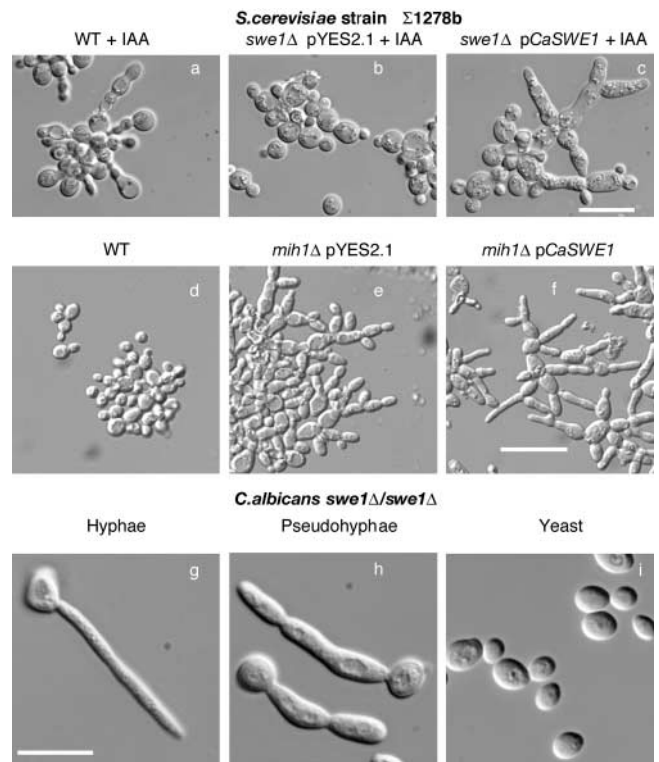 S.cerevisiae strain Σ1278b
WT + IAA swe1Δ pYES2.1 + IAA swe1Δ pCaSWE1 + IAA
a b c
WT mih1Δ pYES2.1 mih1Δ pCaSWE1
d e f
C.albicans swe1Δ/swe1Δ
Hyphae Pseudohyphae Yeast
g h i